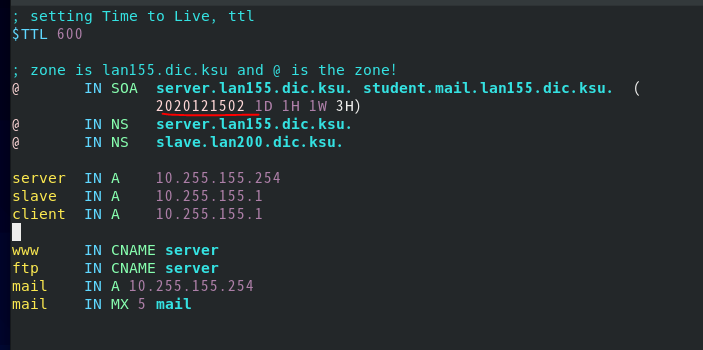 ; setting Time to Live, ttl
$TTL 600
; zone is lan155.dic.ksu and @ is the zone!
@ IN SOA server.lan155.dic.ksu. student.mail.lan155.dic.ksu. (
2020121502 1D 1H 1W 3H)
@ IN NS server.lan155.dic.ksu.
@ IN NS slave.lan200.dic.ksu.
server IN A 10.255.155.254
slave IN A 10.255.155.1
client IN A 10.255.155.1
www IN CNAME server
ftp IN CNAME server
mail IN A 10.255.155.254
mail IN MX 5 mail